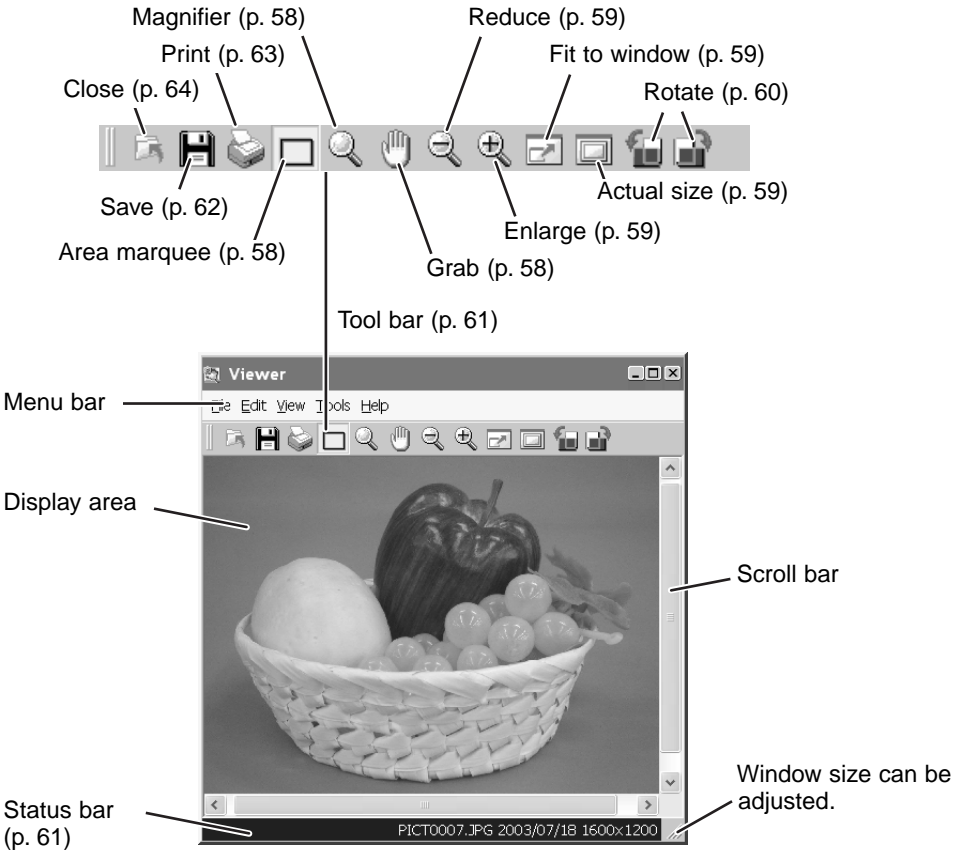 Magnifier (p. 58)
Reduce (p. 59)
Print (p. 63)
Fit to window (p. 59)
Close (p. 64)
Rotate (p. 60)
Actual size (p. 59)
Save (p. 62)
Enlarge (p. 59)
Area marquee (p. 58)
Grab (p. 58)
Tool bar (p. 61)
Viewer
Menu bar
File Edit View Tools Help
Display area
Scroll bar
Window size can be
adjusted.
Status bar
(p. 61)
PICT0007.JPG 2003/07/18 1600×1200